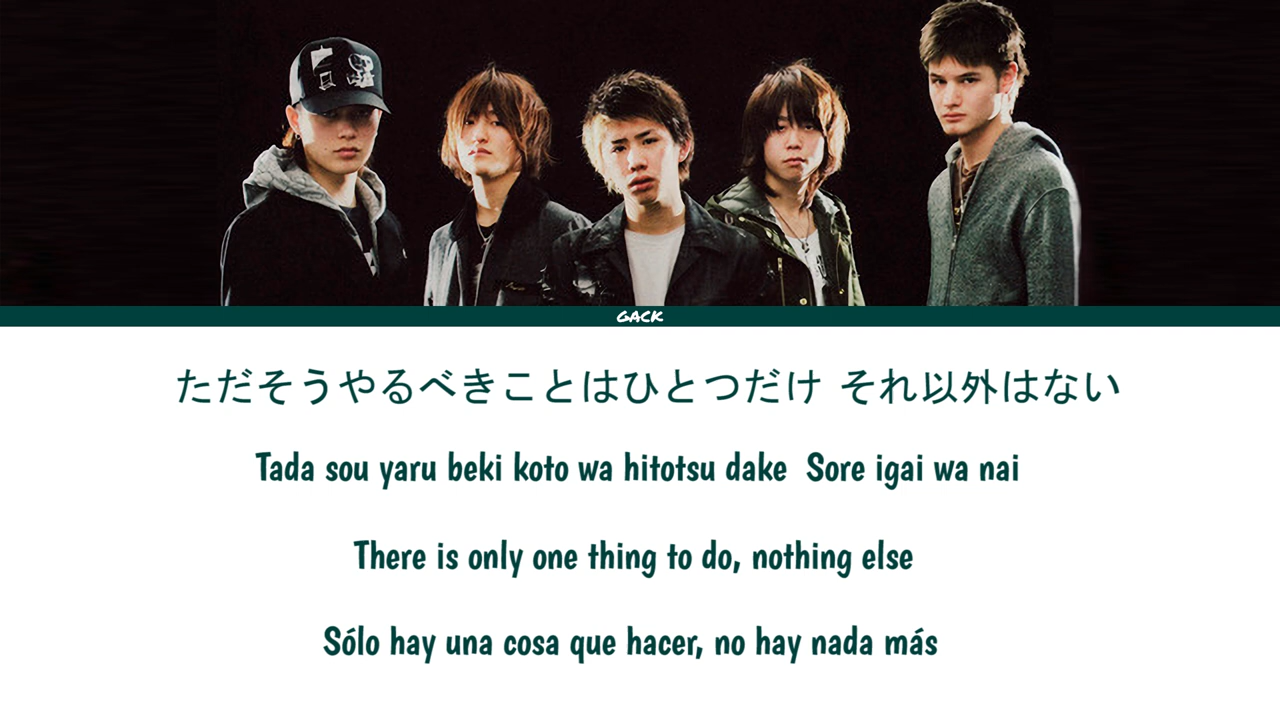 GACK
ただそうやるべきことはひとつだけ それ以外はない
Tada sou yaru beki koto wa hitotsu dake Sore igai wa nai
There is only one thing to do, nothing else
Sólo hay una cosa que hacer, no hay nada más